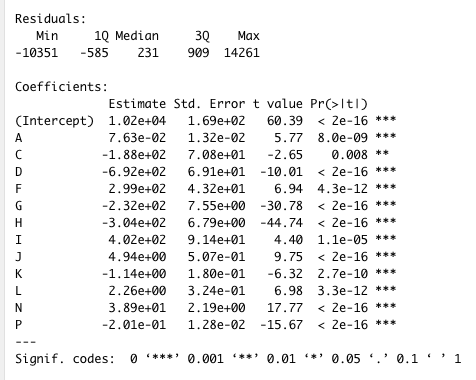 Residuals:
Min 1Q Median 3Q Max
-10351 -585 231 909 14261
Coefficients:
Estimate Std. Error t value Pr(>|t|)
(Intercept) 1.02e+04 1.69e+02 60.39 < 2e-16 ***
A 7.63e-02 1.32e-02 5.77 8.0e-09 ***
C -1.88e+02 7.08e+01 -2.65 0.008 **
D -6.92e+02 6.91e+01 -10.01 < 2e-16 ***
F 2.99e+02 4.32e+01 6.94 4.3e-12 ***
G -2.32e+02 7.55e+00 -30.78 < 2e-16 ***
H -3.04e+02 6.79e+00 -44.74 < 2e-16 ***
I 4.02e+02 9.14e+01 4.40 1.1e-05 ***
J 4.94e+00 5.07e-01 9.75 < 2e-16 ***
K -1.14e+00 1.80e-01 -6.32 2.7e-10 ***
L 2.26e+00 3.24e-01 6.98 3.3e-12 ***
N 3.89e+01 2.19e+00 17.77 < 2e-16 ***
P -2.01e-01 1.28e-02 -15.67 < 2e-16 ***
---
Signif. codes: 0 ‘***’ 0.001 ‘**’ 0.01 ‘*’ 0.05 ‘.’ 0.1 ‘ ’ 1